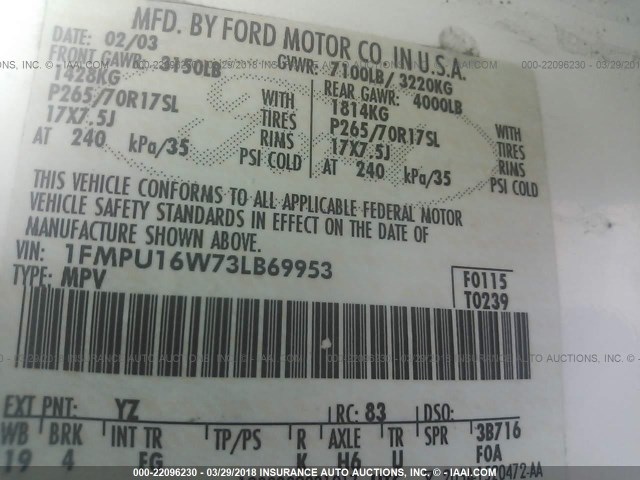 MFD. BY FORD MOTOR CO. IN U.S.A.
DATE: 02/03 GVWR: 7100LB/3220KG
FRONT GAWR: 3150LB REAR GAWR: 4000LB
1428KG WITH 1814KG WITH
P265/70R17SL TIRES P265/70R17SL TIRES
17X7.5J RIMS 17X7.5J RINS
AT 240 kPa/35 PSI COLD AT 240 kPa/35 PSI COLD
THIS VEHICLE CONFORMS TO ALL APPLICABLE FEDERAL MOTOR
VEHICLE SAFETY STANDARDS IN EFFECT ON THE DATE OF
MANUFACTURE SHOWN ABOVE.
VIN: 1FMPU16W73LB69953 F0115
TYPE: MPV T0239
EXT PNT: YZ RC: 83 DSO:
WB BRK INT TR TP/PS R AXLE TR SPR 3B716
19 4 FG K H6 U F0A
000-22096230 - 03/29/2018 INSURANCE AUTO AUCTIONS, INC. - IAAI.COM